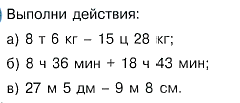 Выполни действия:
а) 8 т 6 кг – 15 ц 28 кг;
б) 8 ч 36 мин + 18 ч 43 мин;
в) 27 м 5 дм – 9 м 8 см.